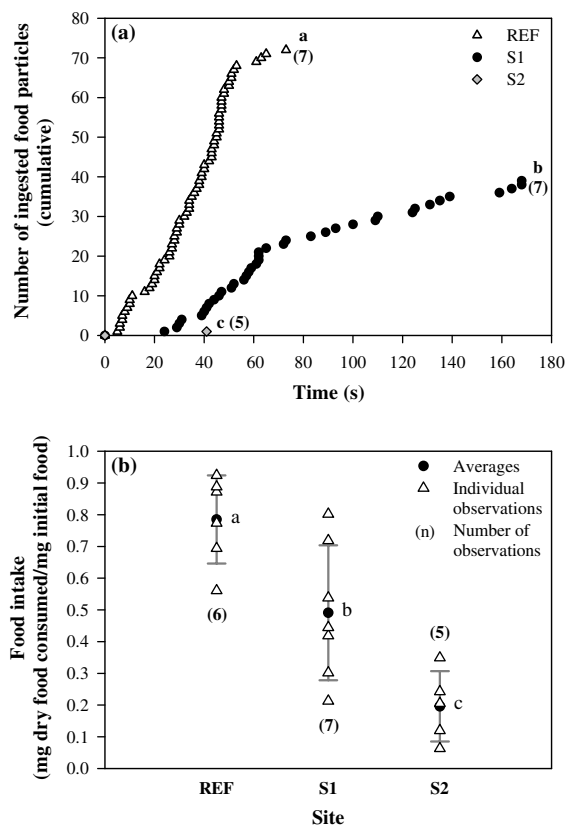 (a)
REF
S1
S2
a
(7)
b
(7)
c (5)
80
70
60
50
40
30
20
10
0
0 20 40 60 80 100 120 140 160 180
Number of ingested food particles
(cumulative)
Time (s)
(b)
Averages
Individual
observations
(n) Number of
observations
a
(6)
b
(7)
(5)
c
1.0
0.9
0.8
0.7
0.6
0.5
0.4
0.3
0.2
0.1
0.0
REF S1 S2
Food intake
(mg dry food consumed/mg initial food)
Site